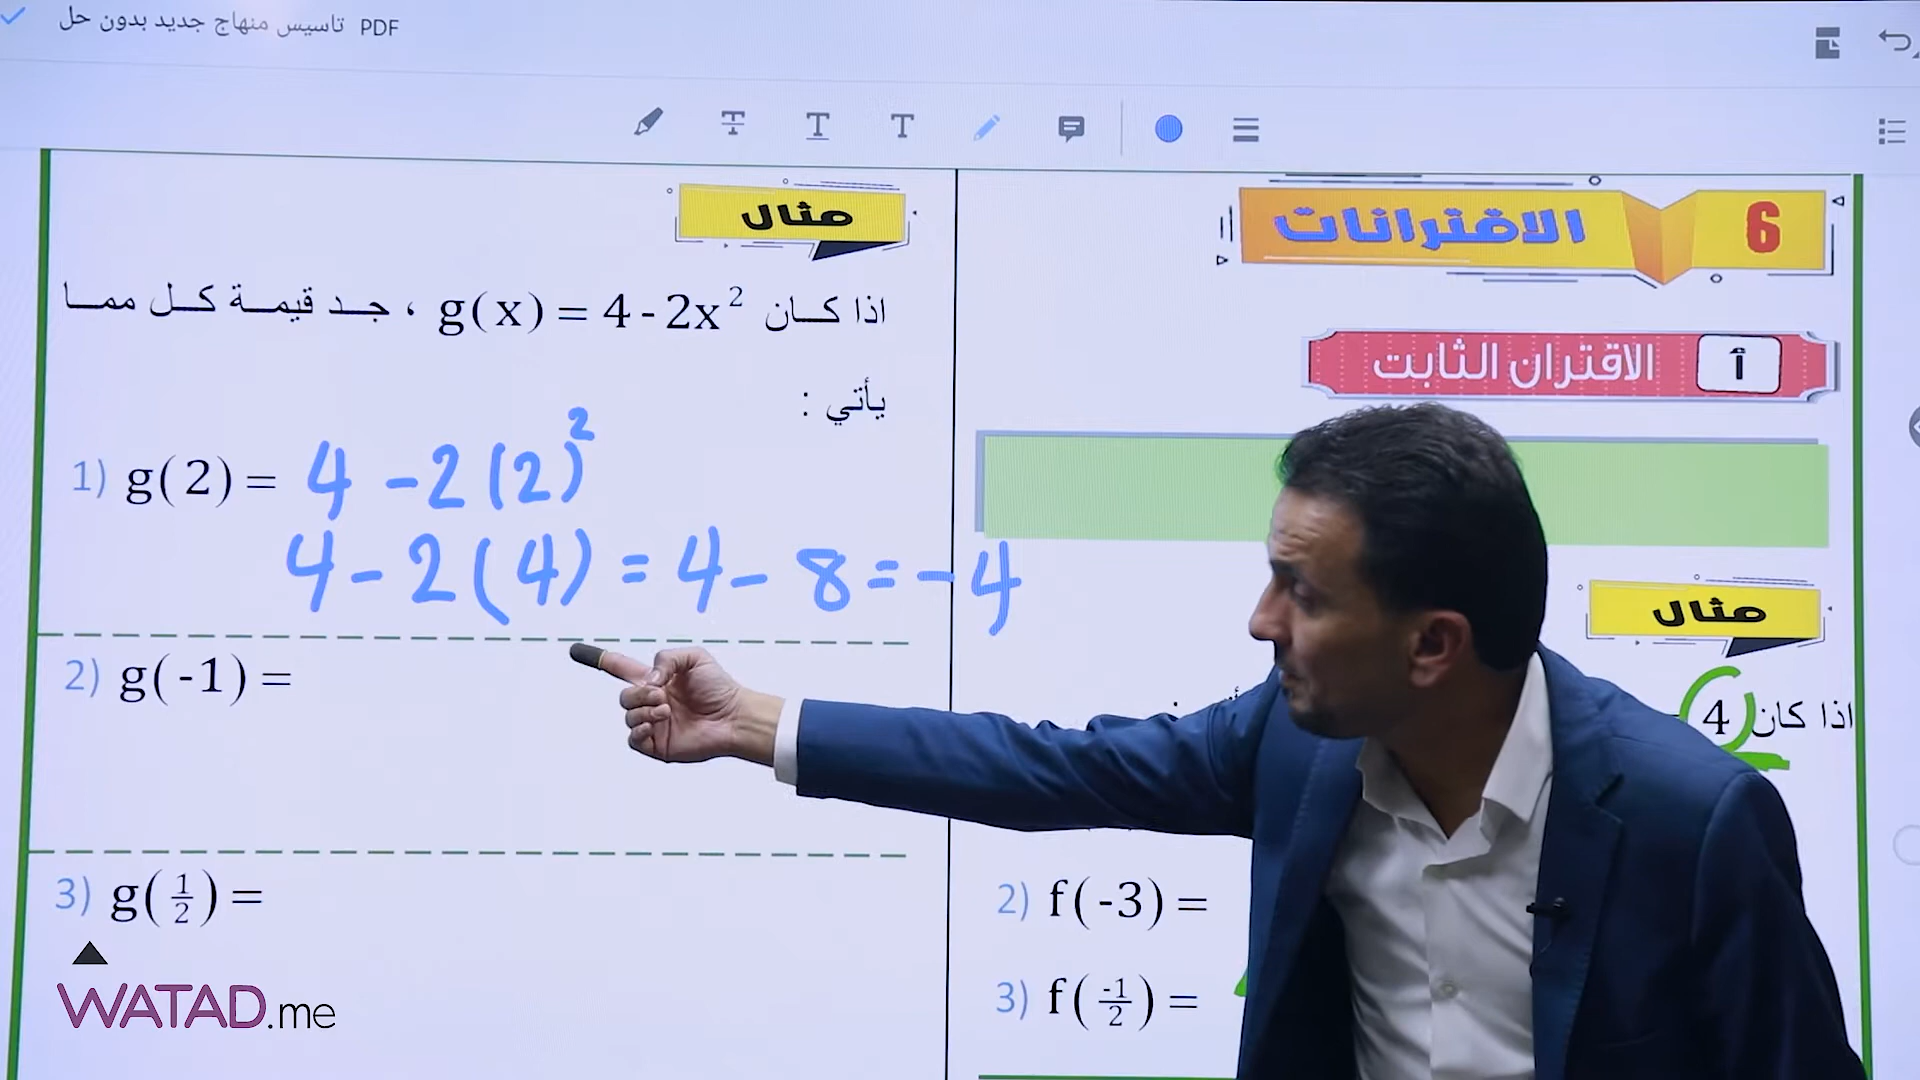 تاسيس منهاج جديد بدون حل PDF
6 الاقترانات
أ الاقتران الثابت
مثال
اذا كان 4
2) f(-3) =
3) f(-1/2) =
مثال
اذا كان g(x) = 4 - 2x² ، جد قيمة كل مما
يأتي :
1) g(2) = 4 - 2(2)²
4 - 2(4) = 4 - 8 = -4
2) g(-1) =
3) g(1/2) =
WATAD.me